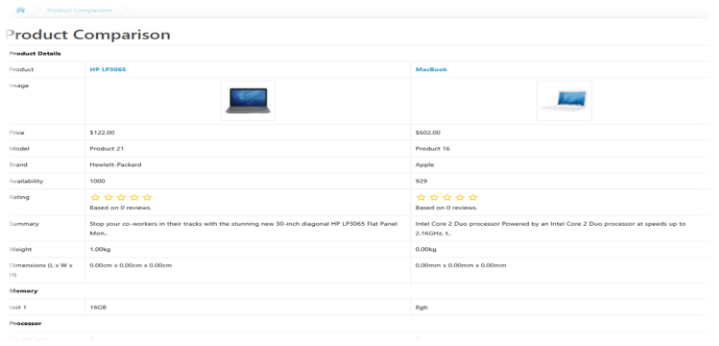 Product Comparison
Product Comparison
Product Details
Product HP LP3065 MacBook
Image
Price $122.00 $602.00
Model Product 21 Product 16
Brand Hewlett-Packard Apple
Availability 1000 929
Rating
Based on 0 reviews. Based on 0 reviews.
Summary Stop your co-workers in their tracks with the stunning new 30-inch diagonal HP LP3065 Flat Panel Intel Core 2 Duo processor Powered by an Intel Core 2 Duo processor at speeds up to
Mon.. 2.16GHz, t..
Weight 1.00kg 0.00kg
Dimensions (L x W x 0.00cm x 0.00cm x 0.00cm 0.00mm x 0.00mm x 0.00mm
H)
Memory
test 1 16GB 8gb
Processor